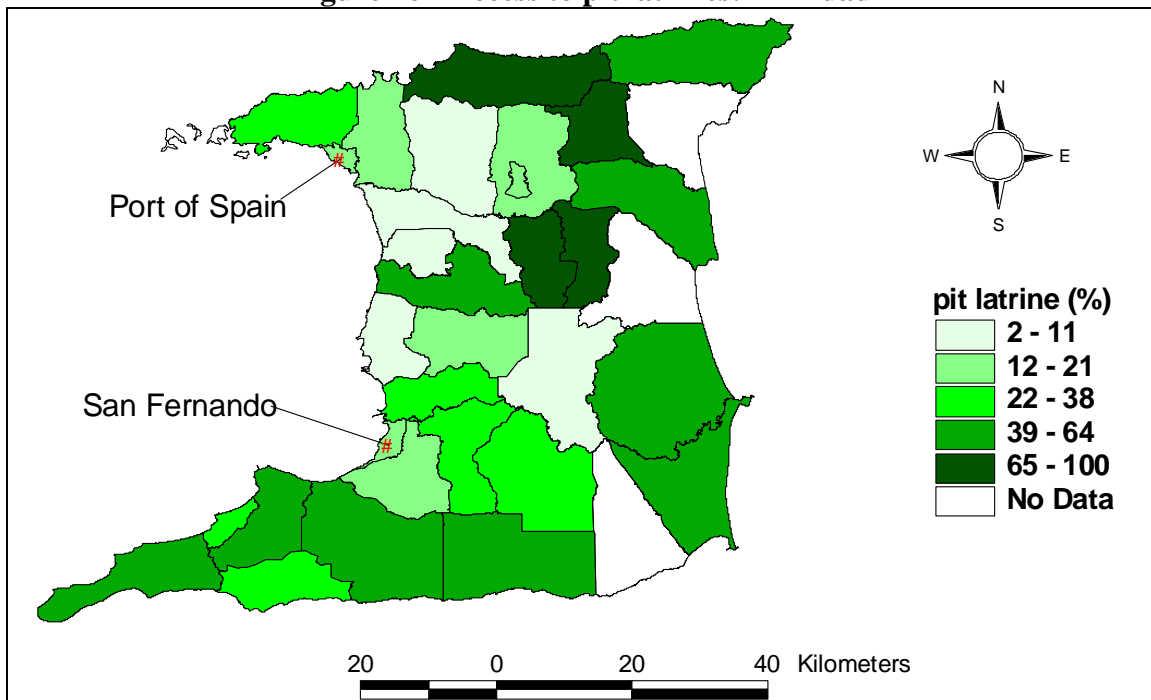 N
W E
S
Port of Spain
#
San Fernando
#
pit latrine (%)
2 - 11
12 - 21
22 - 38
39 - 64
65 - 100
No Data
20 0 20 40 Kilometers